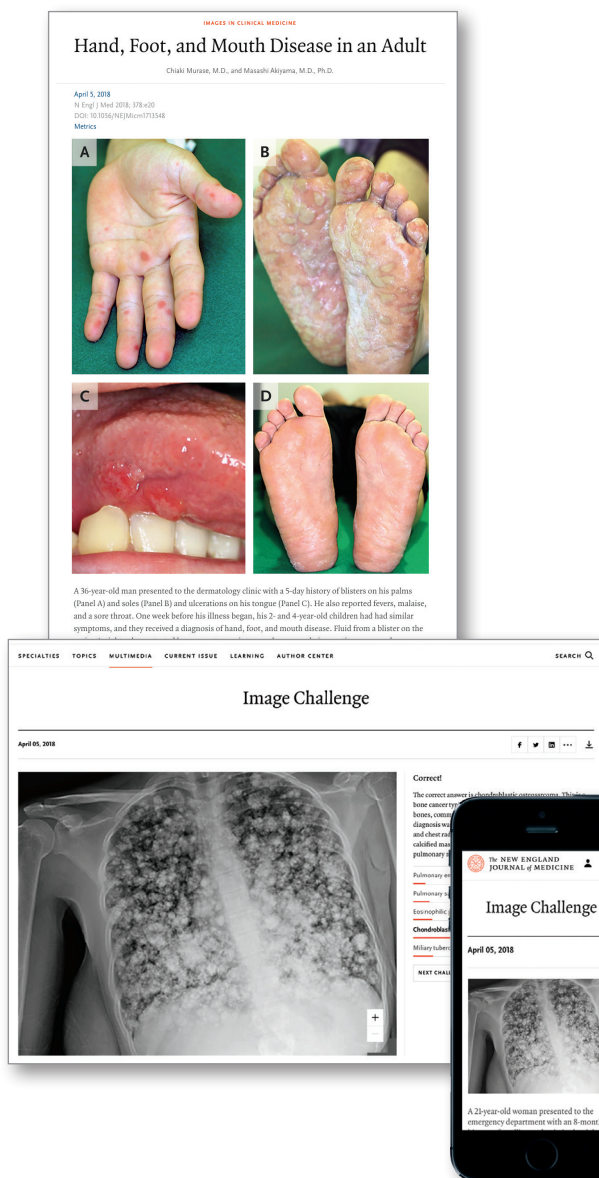 IMAGES IN CLINICAL MEDICINE
Hand, Foot, and Mouth Disease in an Adult
Chiaki Murase, M.D., and Masashi Akiyama, M.D., Ph.D.
April 5, 2018
N Engl J Med 2018; 378:e20
DOI: 10.1056/NEJMicm1713548
Metrics
A
B
C
D
A 36-year-old man presented to the dermatology clinic with a 5-day history of blisters on his palms
(Panel A) and soles (Panel B) and ulcerations on his tongue (Panel C). He also reported fevers, malaise,
and a sore throat. One week before his illness began, his 2- and 4-year-old children had had similar
symptoms, and they received a diagnosis of hand, foot, and mouth disease. Fluid from a blister on the
SPECIALTIES TOPICS MULTIMEDIA CURRENT ISSUE LEARNING AUTHOR CENTER SEARCH
Image Challenge
April 05, 2018
Correct!
The correct answer is chondroblastic osteosarcoma. This
bone cancer
bones,
diagnosis
and chest
calcified
pulmonary
Pulmonary
Pulmonary
Eosinophilic
Miliary
NEXT
+
The NEW ENGLAND
JOURNAL of MEDICINE
Image Challenge
April 05, 2018
A 21-year-old woman presented to the
emergency department with an 8-month